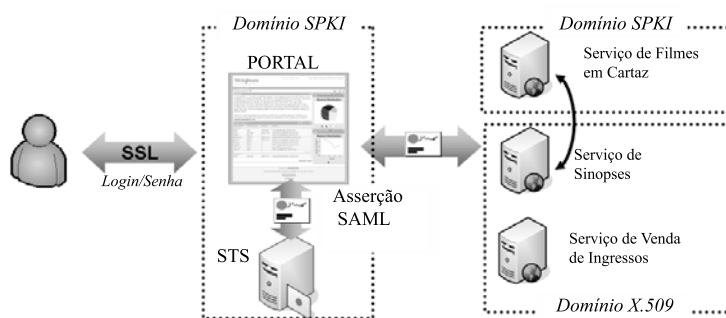 Domínio SPKI
PORTAL
SSL
Login/Senha
Asserção
SAML
STS
Domínio SPKI
Serviço de Filmes
em Cartaz
Serviço de
Sinopses
Serviço de Venda
de Ingressos
Domínio X.509